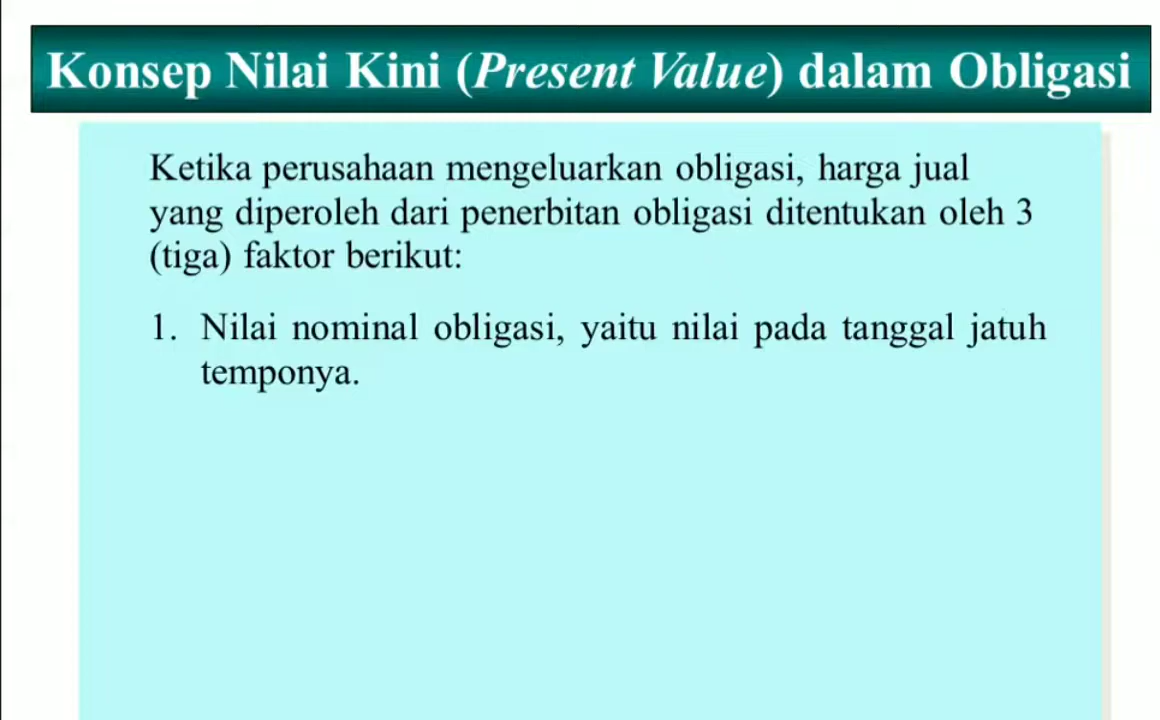 Konsep Nilai Kini (Present Value) dalam Obligasi
Ketika perusahaan mengeluarkan obligasi, harga jual
yang diperoleh dari penerbitan obligasi ditentukan oleh 3
(tiga) faktor berikut:
1. Nilai nominal obligasi, yaitu nilai pada tanggal jatuh
temponya.